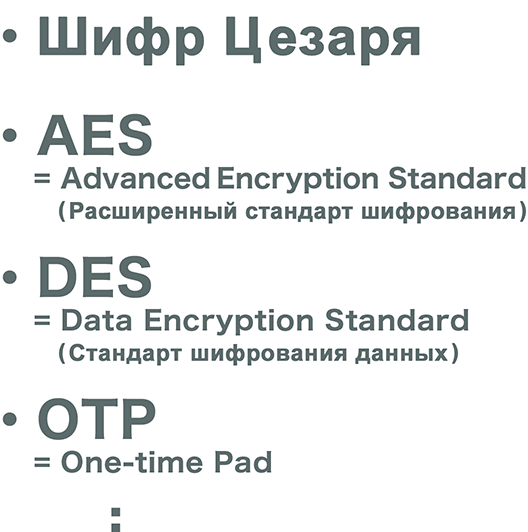 • Шифр Цезаря
• AES
= Advanced Encryption Standard
(Расширенный стандарт шифрования)
• DES
= Data Encryption Standard
(Стандарт шифрования данных)
• OTP
= One-time Pad
: